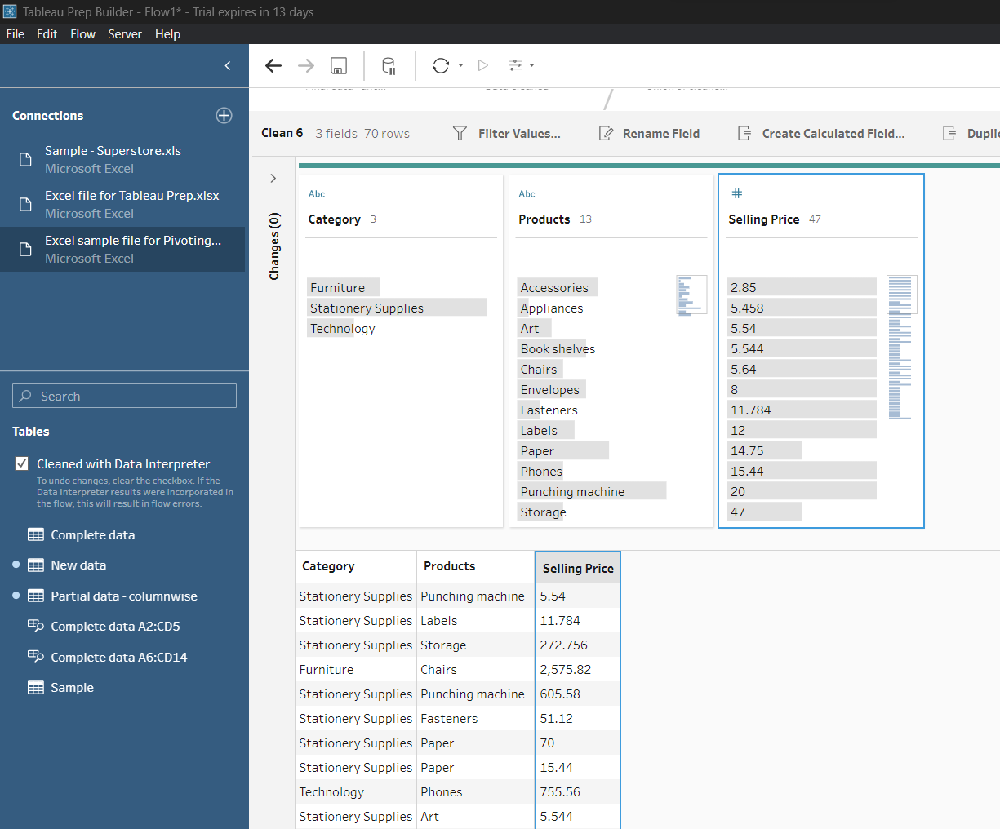 Tableau Prep Builder - Flow1* - Trial expires in 13 days
File Edit Flow Server Help
Connections
Sample - Superstore.xls
Microsoft Excel
Excel file for Tableau Prep.xlsx
Microsoft Excel
Excel sample file for Pivoting...
Microsoft Excel
Search
Tables
Cleaned with Data Interpreter
To undo changes, clear the checkbox. If the
Data Interpreter results were incorporated in
the flow, this will result in flow errors.
Complete data
New data
Partial data - columnwise
Complete data A2:CD5
Complete data A6:CD14
Sample
Clean 6 3 fields 70 rows Filter Values... Rename Field Create Calculated Field...
Changes (0)
Abc
Category 3
Furniture
Stationery Supplies
Technology
Abc
Products 13
Accessories
Appliances
Art
Book shelves
Chairs
Envelopes
Fasteners
Labels
Paper
Phones
Punching machine
Storage
#
Selling Price 47
2.85
5.458
5.54
5.544
5.64
8
11.784
12
14.75
15.44
20
47
Category Products Selling Price
Stationery Supplies Punching machine 5.54
Stationery Supplies Labels 11.784
Stationery Supplies Storage 272.756
Furniture Chairs 2,575.82
Stationery Supplies Punching machine 605.58
Stationery Supplies Fasteners 51.12
Stationery Supplies Paper 70
Stationery Supplies Paper 15.44
Technology Phones 755.56
Stationery Supplies Art 5.544